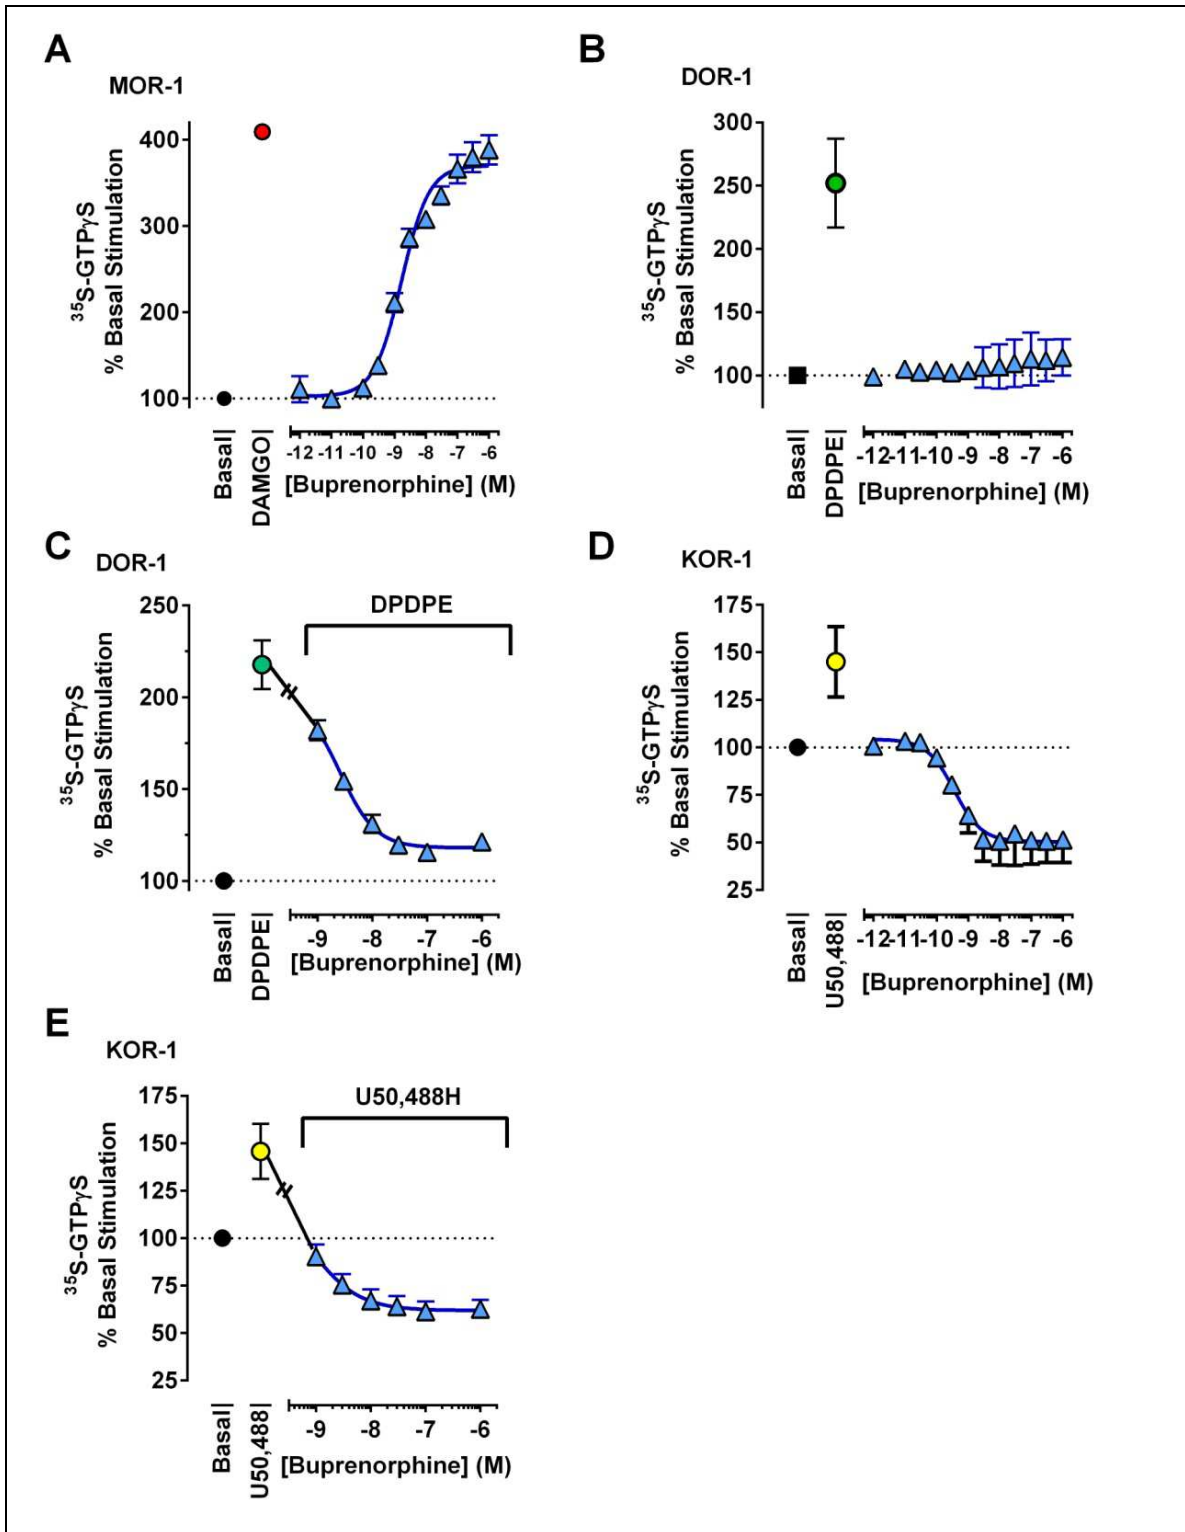 A
MOR-1
³⁵S-GTPγS
% Basal Stimulation
400
300
200
100
Basal|
DAMGO|
-12 -11 -10 -9 -8 -7 -6
[Buprenorphine] (M)
B
DOR-1
³⁵S-GTPγS
% Basal Stimulation
300
250
200
150
100
Basal|
DPDPE|
-12 -11 -10 -9 -8 -7 -6
[Buprenorphine] (M)
C
DOR-1
DPDPE
³⁵S-GTPγS
% Basal Stimulation
250
200
150
100
Basal|
DPDPE|
-9 -8 -7 -6
[Buprenorphine] (M)
D
KOR-1
³⁵S-GTPγS
% Basal Stimulation
175
150
125
100
75
50
25
Basal|
U50,488|
-12 -11 -10 -9 -8 -7 -6
[Buprenorphine] (M)
E
KOR-1
U50,488H
³⁵S-GTPγS
% Basal Stimulation
175
150
125
100
75
50
25
Basal|
U50,488|
-9 -8 -7 -6
[Buprenorphine] (M)